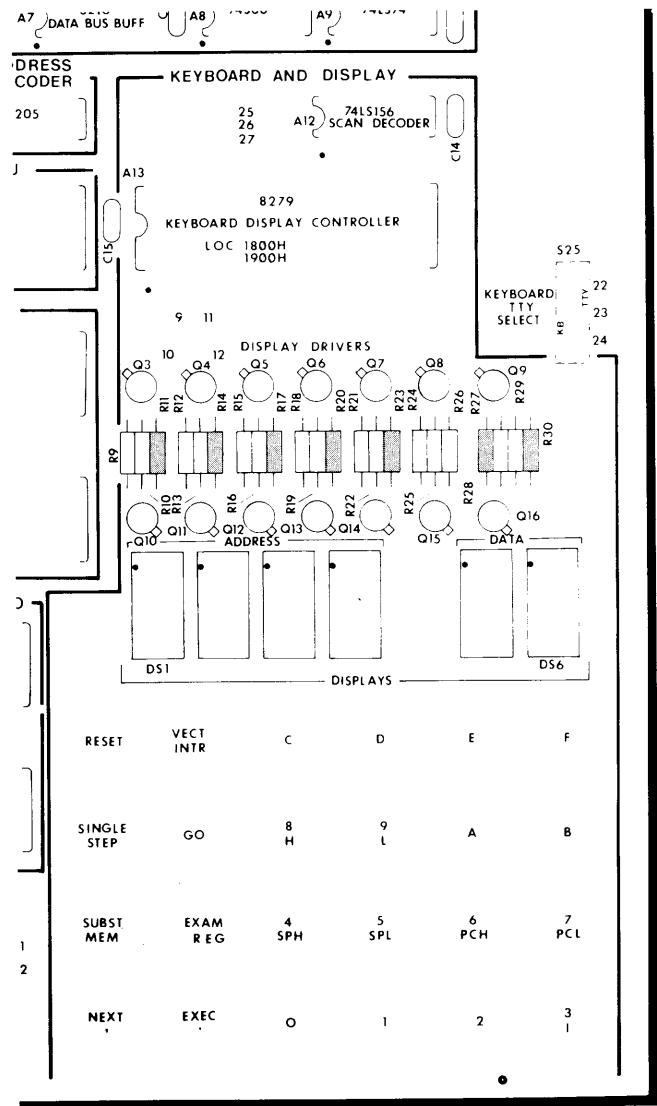 A7
DATA BUS BUFF
A8
A9
DRESS
CODER
205
KEYBOARD AND DISPLAY
25
26
27
A12
74LS156
SCAN DECODER
C14
A13
8279
KEYBOARD DISPLAY CONTROLLER
LOC 1800H
1900H
C15
S25
KEYBOARD
TTY
SELECT
KB
TTY
22
23
24
9 11
10 12
DISPLAY DRIVERS
Q3 Q4 Q5 Q6 Q7 Q8 Q9
R11 R12 R14 R15 R17 R18 R20 R21 R23 R24 R26 R27 R29
R9
R30
R10 R13 R16 R19 R22 R25 R28
Q10 Q11 Q12 Q13 Q14 Q15 Q16
ADDRESS
DATA
DS1
DS6
DISPLAYS
RESET
VECT
INTR
C
D
E
F
SINGLE
STEP
GO
8
H
9
L
A
B
SUBST
MEM
EXAM
REG
4
SPH
5
SPL
6
PCH
7
PCL
1
2
NEXT
,
EXEC
.
0
1
2
3
I